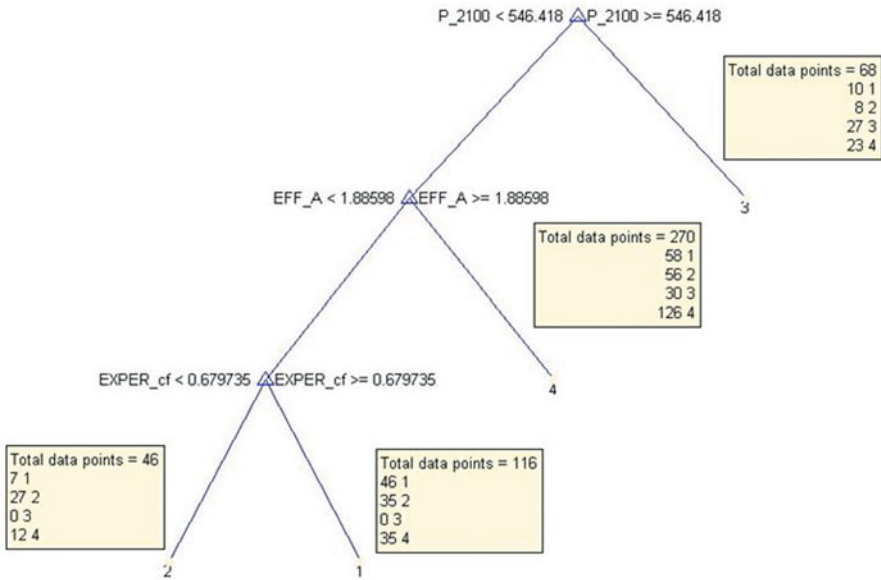 P_2100 < 546.418 P_2100 >= 546.418
Total data points = 68
10 1
8 2
27 3
23 4
3
EFF_A < 1.88598 EFF_A >= 1.88598
Total data points = 270
58 1
56 2
30 3
126 4
4
EXPER_cf < 0.679735 EXPER_cf >= 0.679735
Total data points = 46
7 1
27 2
0 3
12 4
2
Total data points = 116
46 1
35 2
0 3
35 4
1